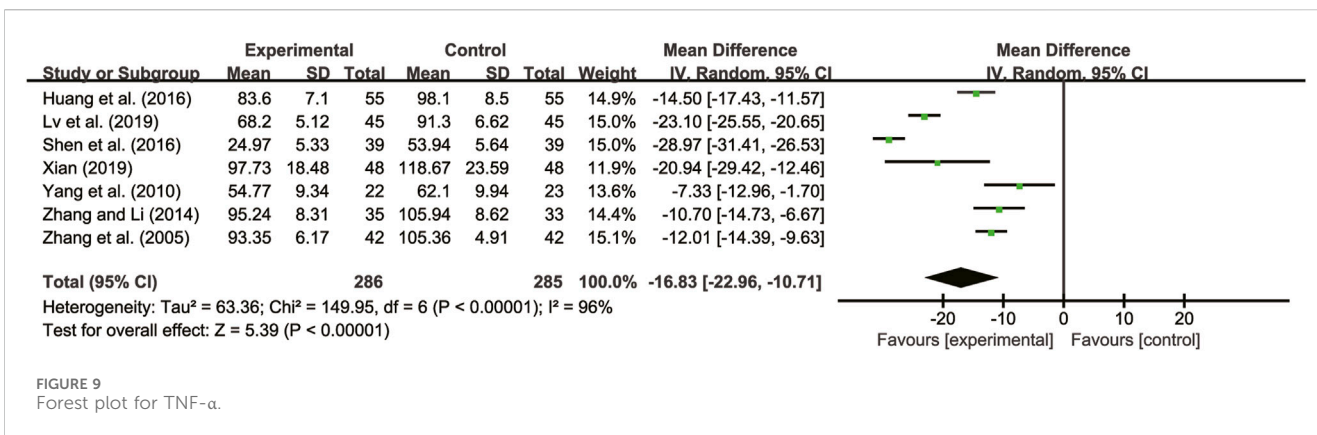 Experimental Control Mean Difference Mean Difference
Study or Subgroup Mean SD Total Mean SD Total Weight IV. Random. 95% CI IV. Random. 95% CI
Huang et al. (2016) 83.6 7.1 55 98.1 8.5 55 14.9% -14.50 [-17.43, -11.57]
Lv et al. (2019) 68.2 5.12 45 91.3 6.62 45 15.0% -23.10 [-25.55, -20.65]
Shen et al. (2016) 24.97 5.33 39 53.94 5.64 39 15.0% -28.97 [-31.41, -26.53]
Xian (2019) 97.73 18.48 48 118.67 23.59 48 11.9% -20.94 [-29.42, -12.46]
Yang et al. (2010) 54.77 9.34 22 62.1 9.94 23 13.6% -7.33 [-12.96, -1.70]
Zhang and Li (2014) 95.24 8.31 35 105.94 8.62 33 14.4% -10.70 [-14.73, -6.67]
Zhang et al. (2005) 93.35 6.17 42 105.36 4.91 42 15.1% -12.01 [-14.39, -9.63]
Total (95% CI) 286 285 100.0% -16.83 [-22.96, -10.71]
Heterogeneity: Tau² = 63.36; Chi² = 149.95, df = 6 (P < 0.00001); I² = 96%
Test for overall effect: Z = 5.39 (P < 0.00001)
-20 -10 0 10 20
Favours [experimental] Favours [control]
FIGURE 9
Forest plot for TNF-α.